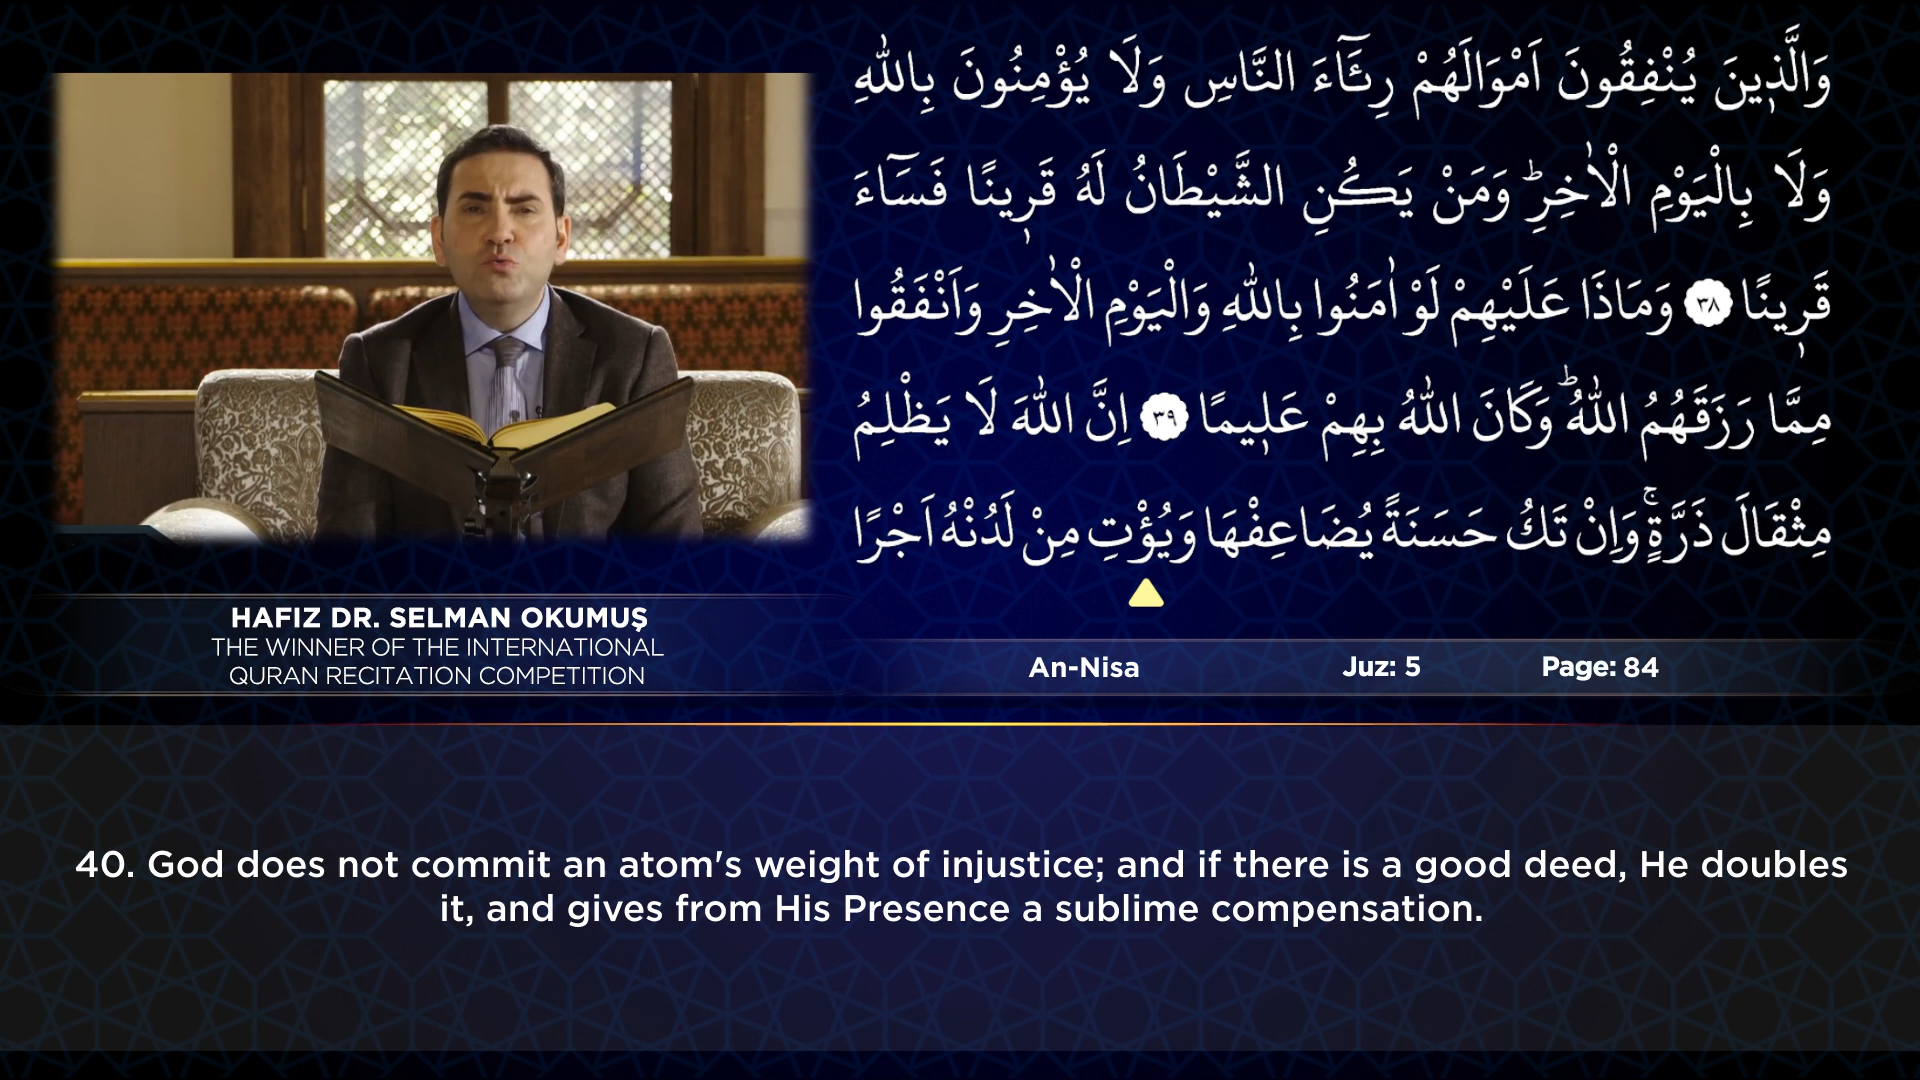 وَالَّذ۪ينَ يُنْفِقُونَ اَمْوَالَهُمْ رِئَٓاءَ النَّاسِ وَلَا يُؤْمِنُونَ بِاللّٰهِ
وَلَا بِالْيَوْمِ الْاٰخِرِؕ وَمَنْ يَكُنِ الشَّيْطَانُ لَهُ قَر۪ينًا فَسَٓاءَ
قَر۪ينًا ٣٨ وَمَاذَا عَلَيْهِمْ لَوْ اٰمَنُوا بِاللّٰهِ وَالْيَوْمِ الْاٰخِرِ وَاَنْفَقُوا
مِمَّا رَزَقَهُمُ اللّٰهُؕ وَكَانَ اللّٰهُ بِهِمْ عَل۪يمًا ٣٩ اِنَّ اللّٰهَ لَا يَظْلِمُ
مِثْقَالَ ذَرَّةٍۚ وَاِنْ تَكُ حَسَنَةً يُضَاعِفْهَا وَيُؤْتِ مِنْ لَدُنْهُ اَجْرًا
HAFIZ DR. SELMAN OKUMUŞ
THE WINNER OF THE INTERNATIONAL
QURAN RECITATION COMPETITION
An-Nisa Juz: 5 Page: 84
40. God does not commit an atom's weight of injustice; and if there is a good deed, He doubles
it, and gives from His Presence a sublime compensation.